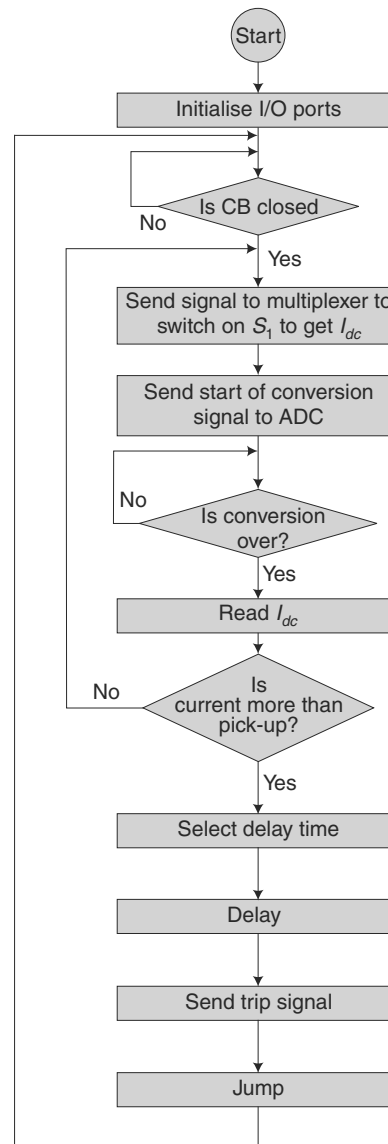 Start
Initialise I/O ports
Is CB closed
No
Yes
Send signal to multiplexer to
switch on S₁ to get I_dc
Send start of conversion
signal to ADC
No
Is conversion
over?
Yes
Read I_dc
No
Is
current more than
pick-up?
Yes
Select delay time
Delay
Send trip signal
Jump